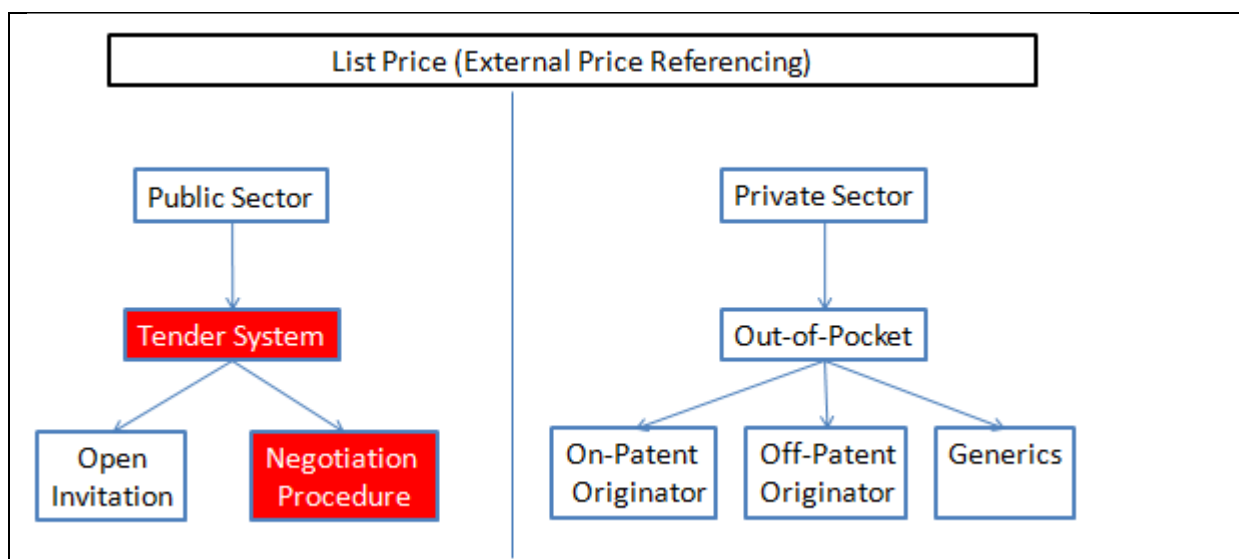 List Price (External Price Referencing)
Public Sector
Private Sector
Tender System
Out-of-Pocket
Open
Invitation
Negotiation
Procedure
On-Patent
Originator
Off-Patent
Originator
Generics